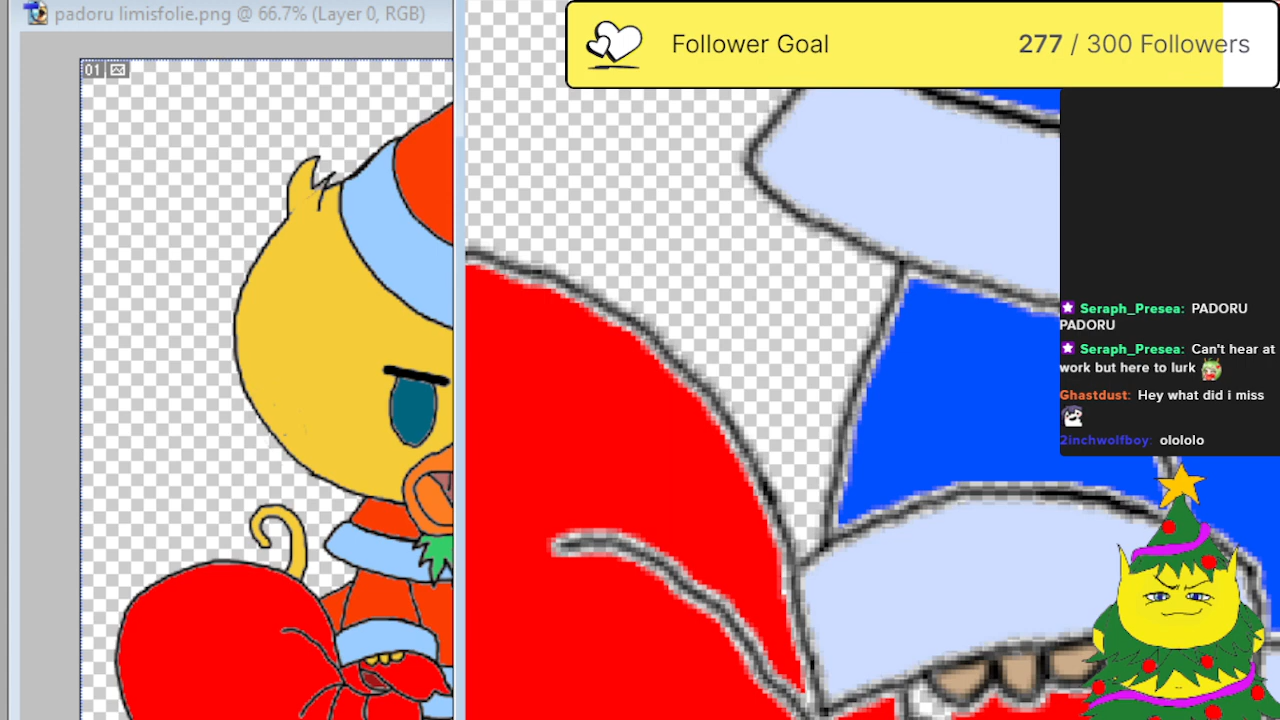 padoru limisfolie.png @ 66.7% (Layer 0, RGB)
01
Follower Goal
277 / 300 Followers
Seraph_Presea: PADORU
PADORU
Seraph_Presea: Can't hear at
work but here to lurk
Ghastdust: Hey what did i miss
2inchwolfboy: olololo